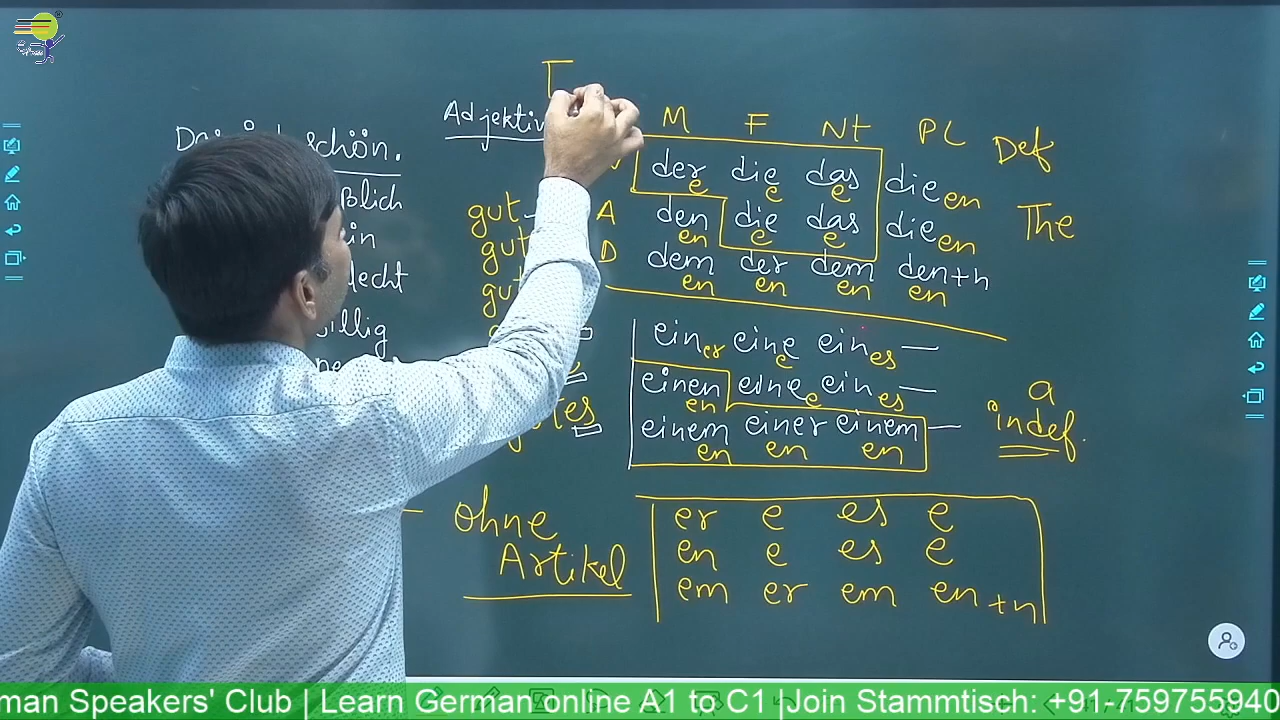 Adjektiv
M F Nt PL Def
schön.
der die das die
e e e en
gut A den die das die The
en e e en
gut D dem der dem den+n
en en en en
ein eine ein —
er e es
einen eine ein — a
en e es
einem einer einem — indef.
en en en
es
ohne er e es e
Artikel en e es e
em er em en +n
man Speakers' Club | Learn German online A1 to C1 |Join Stammtisch: +91-759755940